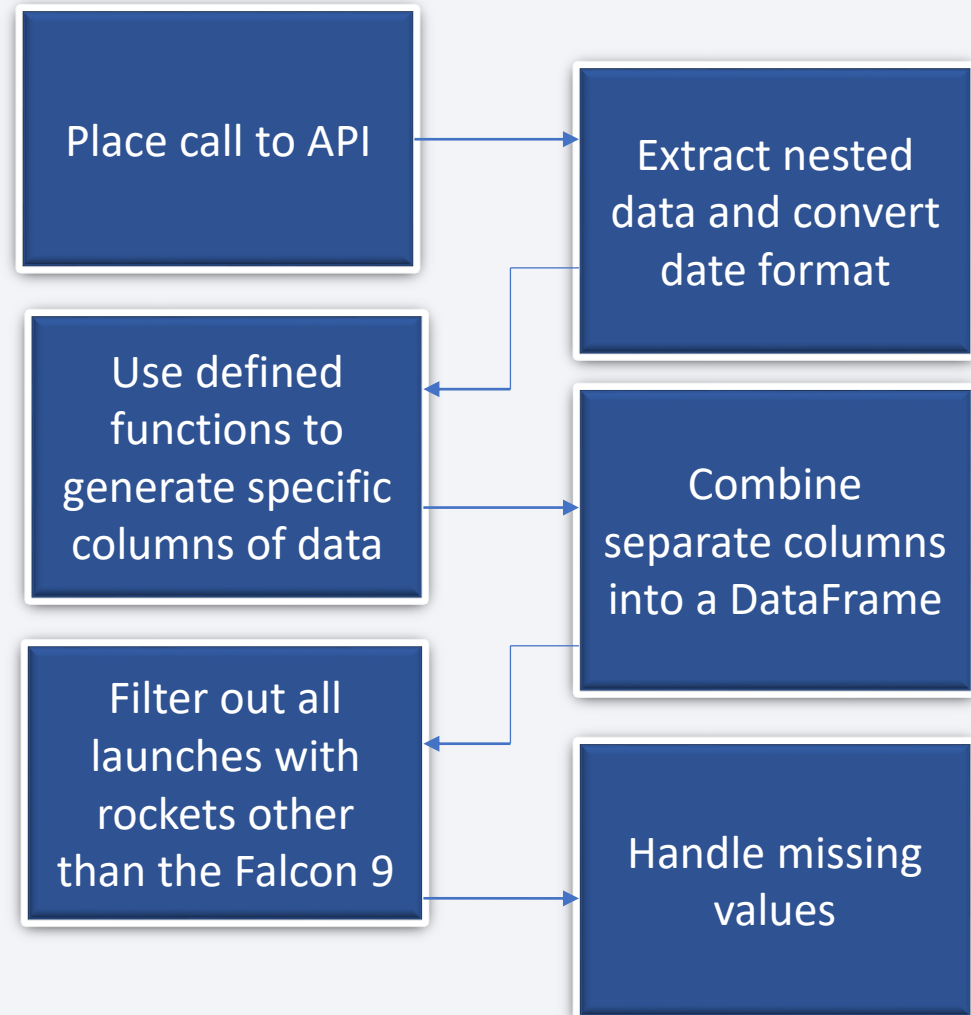 Place call to API
Extract nested
data and convert
date format
Use defined
functions to
generate specific
columns of data
Combine
separate columns
into a DataFrame
Filter out all
launches with
rockets other
than the Falcon 9
Handle missing
values